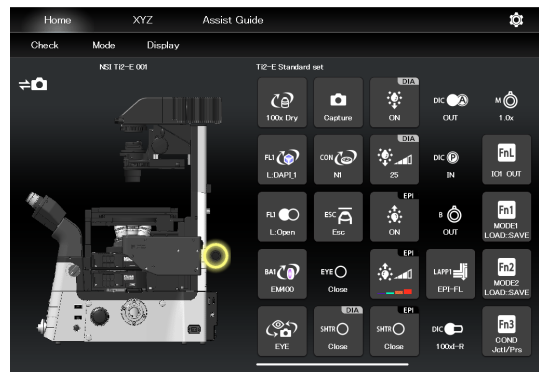 Home XYZ Assist Guide
Check Mode Display
NSI Ti2-E 001
Ti2-E Standard set
100x Dry
Capture
DIA
ON
DIC A
OUT
M
1.0x
FL1
L:DAPI_1
CON
N1
DIA
25
DIC P
IN
FnL
IO1 OUT
FL1
L:Open
ESC
Esc
EPI
ON
B
OUT
Fn1
MODE1
LOAD:SAVE
BA1
EM400
EYE
Close
EPI
LAPP1
EPI-FL
Fn2
MODE2
LOAD:SAVE
EYE
DIA
SHTR
Close
EPI
SHTR
Close
DIC
100xI-R
Fn3
COND
Jctl/Prs